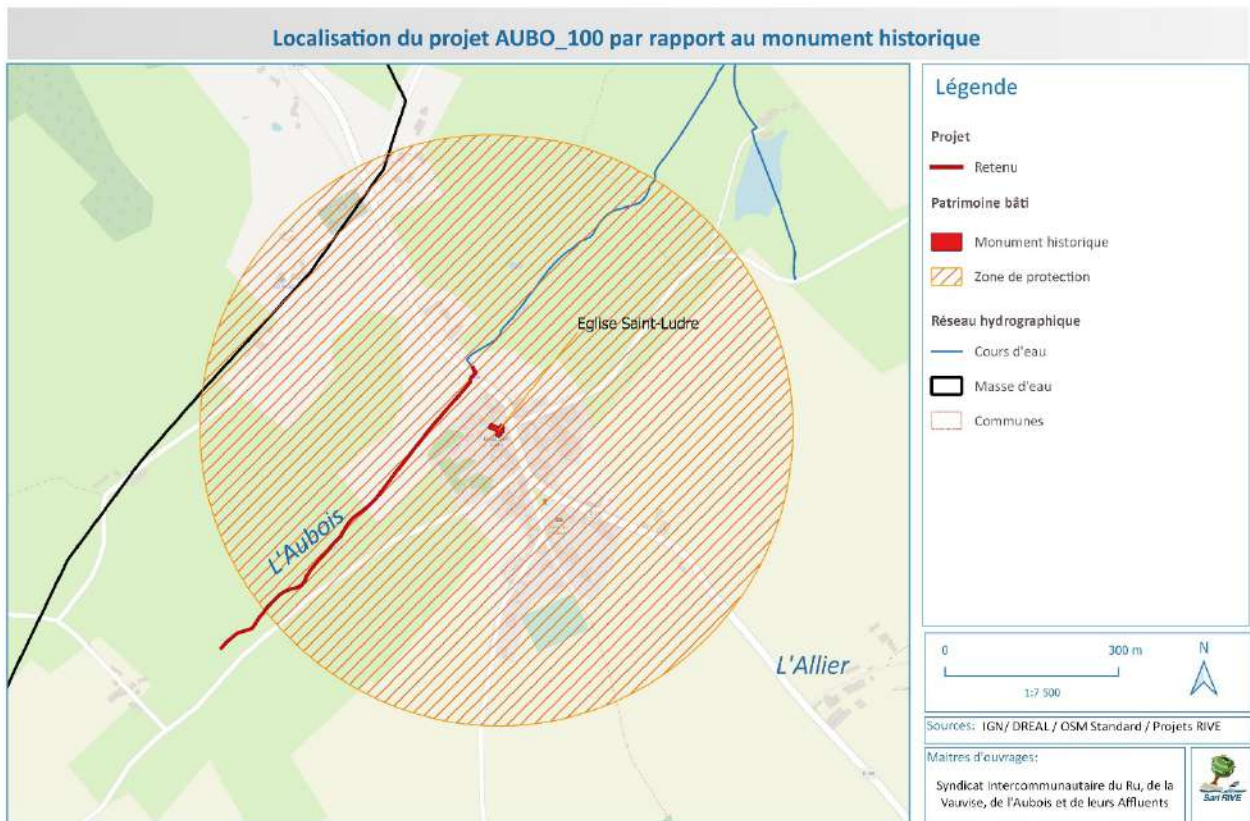 Localisation du projet AUBO_100 par rapport au monument historique
Eglise Saint-Ludre
L'Aubois
L'Allier
Légende
Projet
Retenu
Patrimoine bâti
Monument historique
Zone de protection
Réseau hydrographique
Cours d'eau
Masse d'eau
Communes
0 300 m N
1:7 500
Sources: IGN/ DREAL / OSM Standard / Projets RIVE
Maitres d'ouvrages:
Syndicat Intercommunautaire du Ru, de la
Vauvise, de l'Aubois et de leurs Affluents
Sarl RIVE